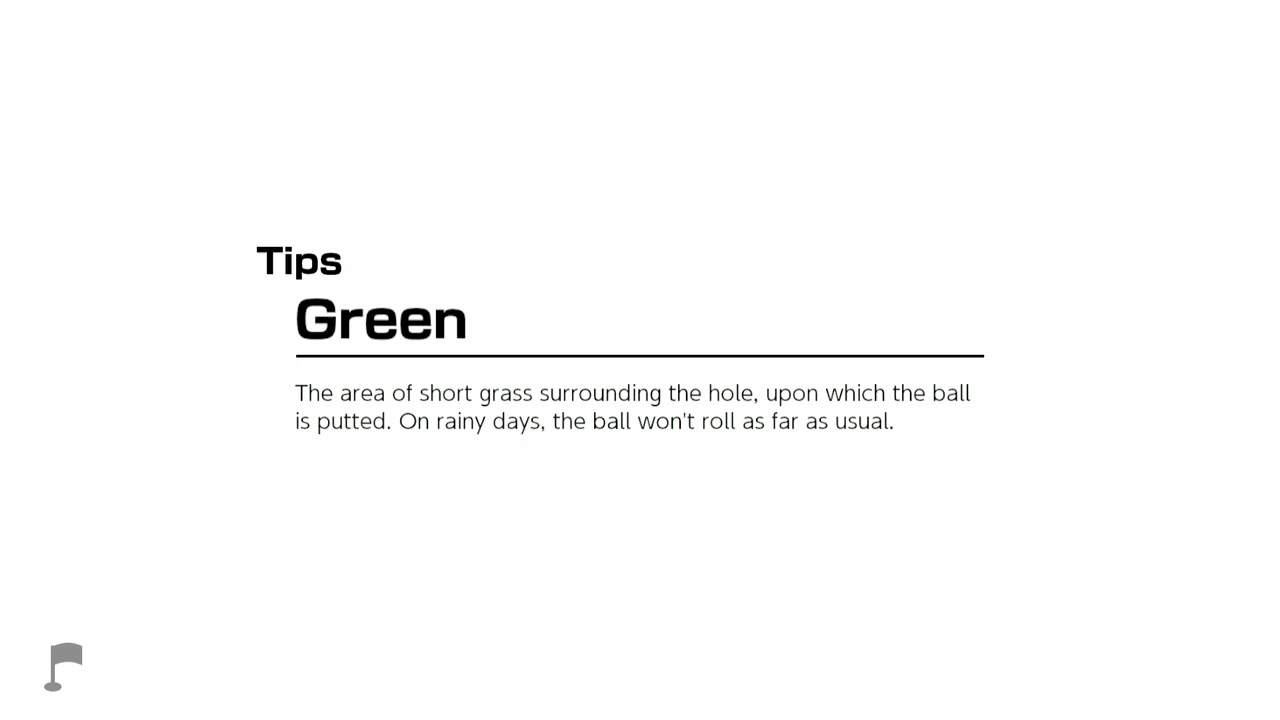 Tips
Green
The area of short grass surrounding the hole, upon which the ball
is putted. On rainy days, the ball won't roll as far as usual.